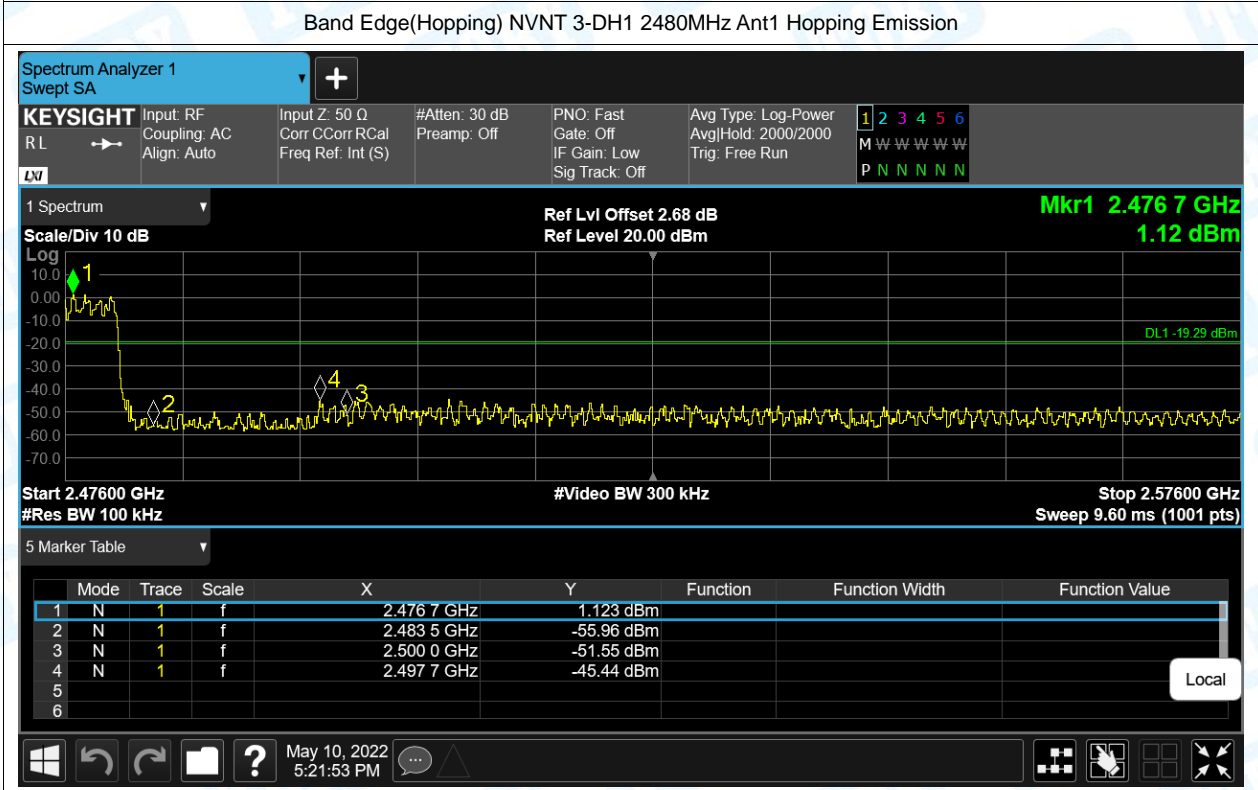 Band Edge(Hopping) NVNT 3-DH1 2480MHz Ant1 Hopping Emission
Spectrum Analyzer 1
Swept SA
KEYSIGHT
R L
LXI
Input: RF
Coupling: AC
Align: Auto
Input Z: 50 Ω
Corr CCorr RCal
Freq Ref: Int (S)
#Atten: 30 dB
Preamp: Off
PNO: Fast
Gate: Off
IF Gain: Low
Sig Track: Off
Avg Type: Log-Power
Avg|Hold: 2000/2000
Trig: Free Run
1 2 3 4 5 6
M W W W W W
P N N N N N
1 Spectrum
Scale/Div 10 dB
Ref Lvl Offset 2.68 dB
Ref Level 20.00 dBm
Mkr1 2.476 7 GHz
1.12 dBm
Log
10.0
0.00
-10.0
-20.0
-30.0
-40.0
-50.0
-60.0
-70.0
1
2
4
3
DL1 -19.29 dBm
Start 2.47600 GHz
#Res BW 100 kHz
#Video BW 300 kHz
Stop 2.57600 GHz
Sweep 9.60 ms (1001 pts)
5 Marker Table
Mode Trace Scale X Y Function Function Width Function Value
1 N 1 f 2.476 7 GHz 1.123 dBm
2 N 1 f 2.483 5 GHz -55.96 dBm
3 N 1 f 2.500 0 GHz -51.55 dBm
4 N 1 f 2.497 7 GHz -45.44 dBm
5
6
Local
?
May 10, 2022
5:21:53 PM